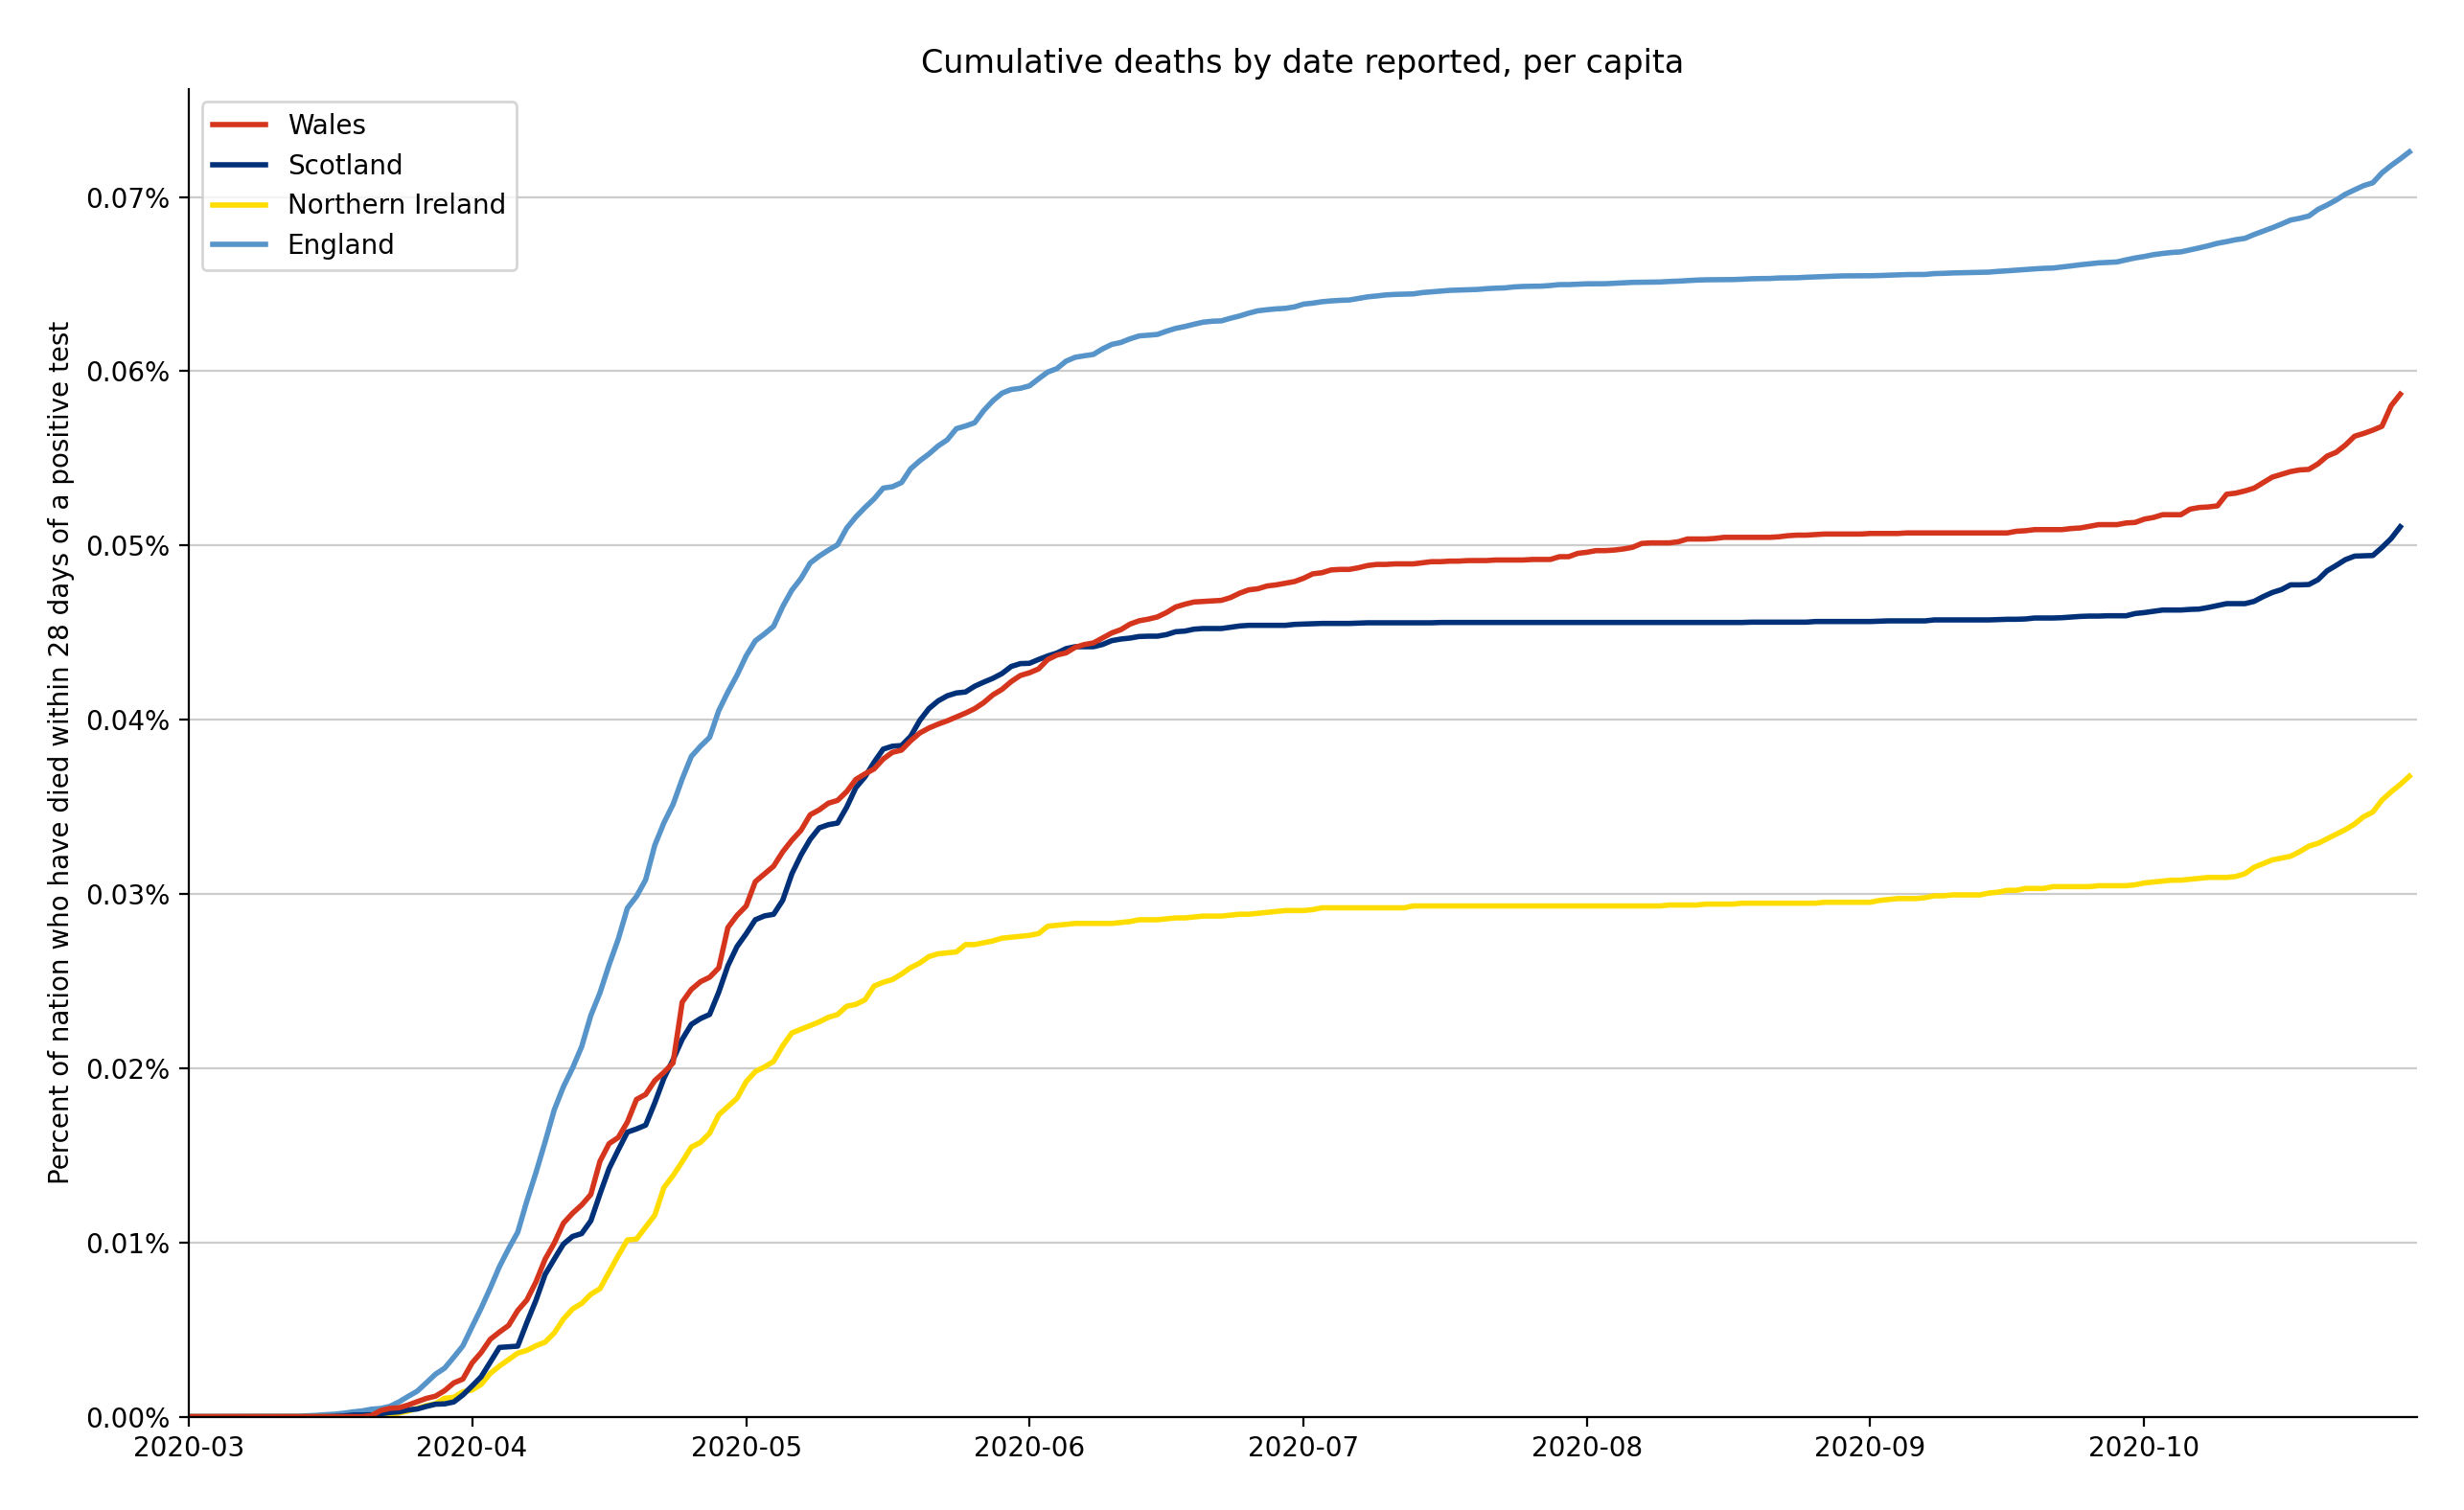 Cumulative deaths by date reported, per capita
Wales
Scotland
Northern Ireland
England
Percent of nation who have died within 28 days of a positive test
0.07%
0.06%
0.05%
0.04%
0.03%
0.02%
0.01%
0.00%
2020-03 2020-04 2020-05 2020-06 2020-07 2020-08 2020-09 2020-10